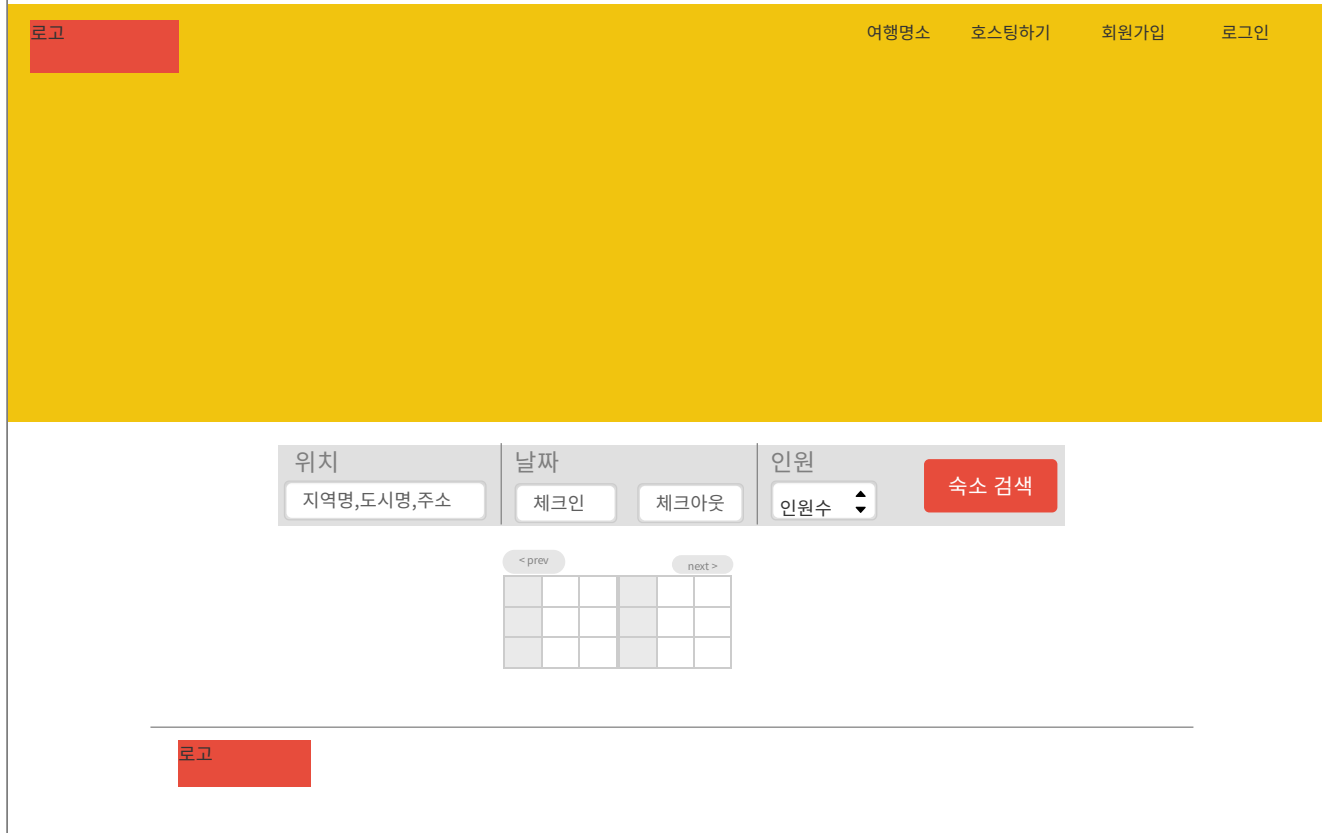 로고 여행명소 호스팅하기 회원가입 로그인
위치 날짜 인원
숙소 검색
지역명,도시명,주소 체크인 체크아웃 인원수
< prev next >
로고